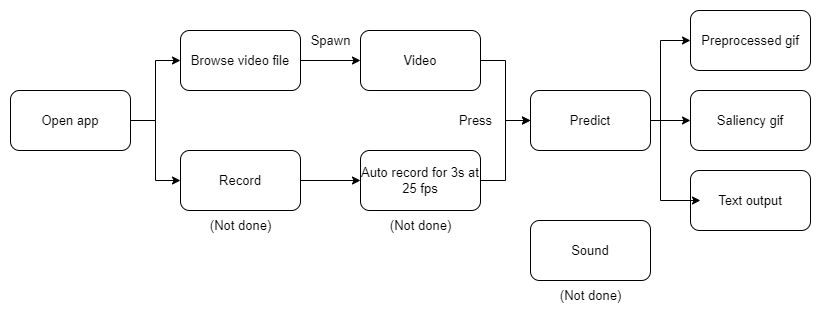 Open app
Browse video file
Spawn
Video
Press
Predict
Preprocessed gif
Saliency gif
Text output
Record
(Not done)
Auto record for 3s at
25 fps
(Not done)
Sound
(Not done)